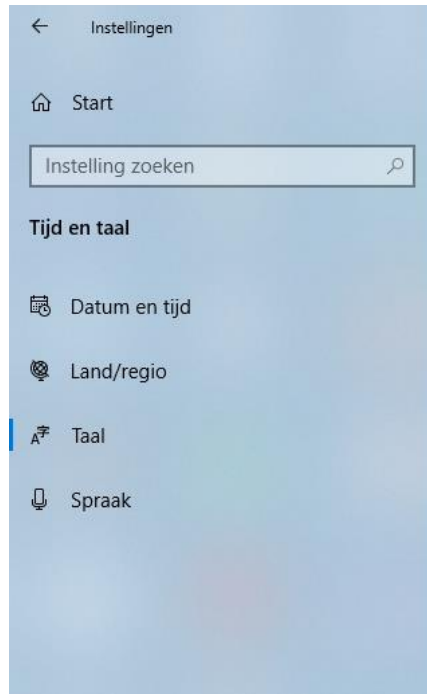 Instellingen
Start
Instelling zoeken
Tijd en taal
Datum en tijd
Land/regio
Taal
Spraak